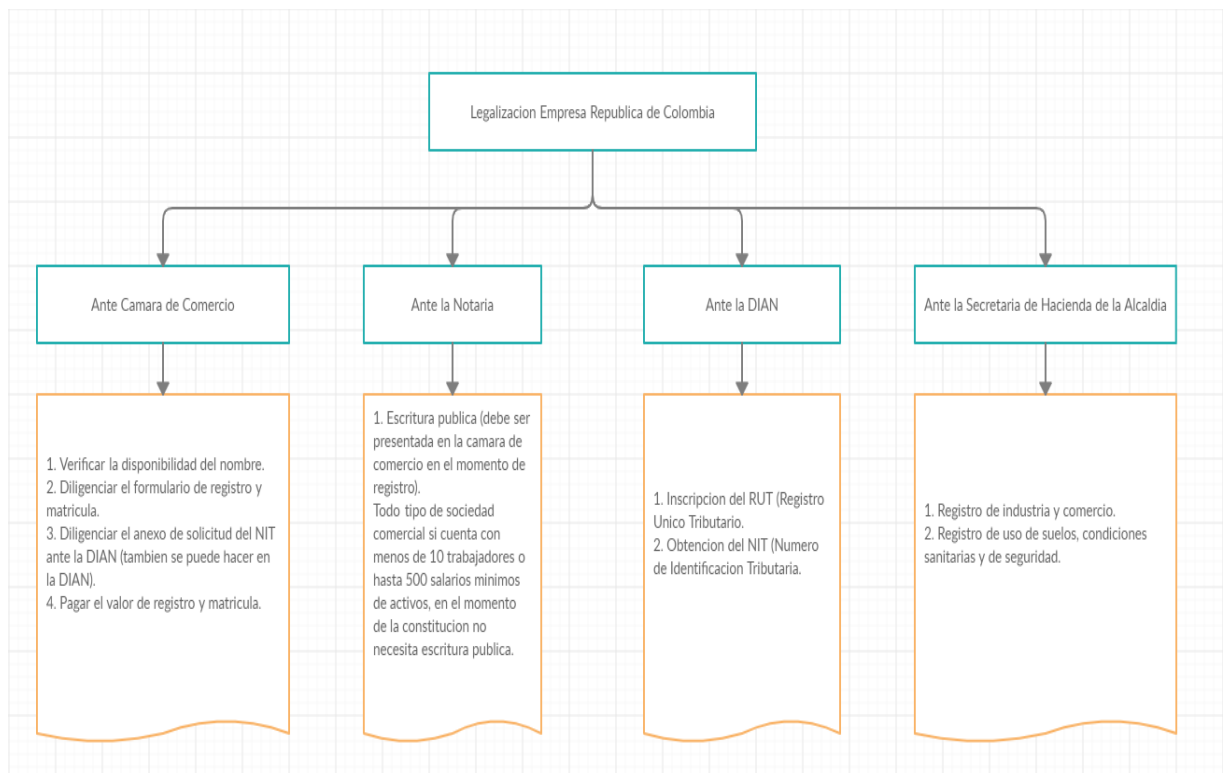 Legalizacion Empresa Republica de Colombia
Ante Camara de Comercio
Ante la Notaria
Ante la DIAN
Ante la Secretaria de Hacienda de la Alcaldia
1. Verificar la disponibilidad del nombre.
2. Diligenciar el formulario de registro y
matricula.
3. Diligenciar el anexo de solicitud del NIT
ante la DIAN (tambien se puede hacer en
la DIAN).
4. Pagar el valor de registro y matricula.
1. Escritura publica (debe ser
presentada en la camara de
comercio en el momento de
registro).
Todo tipo de sociedad
comercial si cuenta con
menos de 10 trabajadores o
hasta 500 salarios minimos
de activos, en el momento
de la constitucion no
necesita escritura publica.
1. Inscripcion del RUT (Registro
Unico Tributario.
2. Obtencion del NIT (Numero
de Identificacion Tributaria.
1. Registro de industria y comercio.
2. Registro de uso de suelos, condiciones
sanitarias y de seguridad.